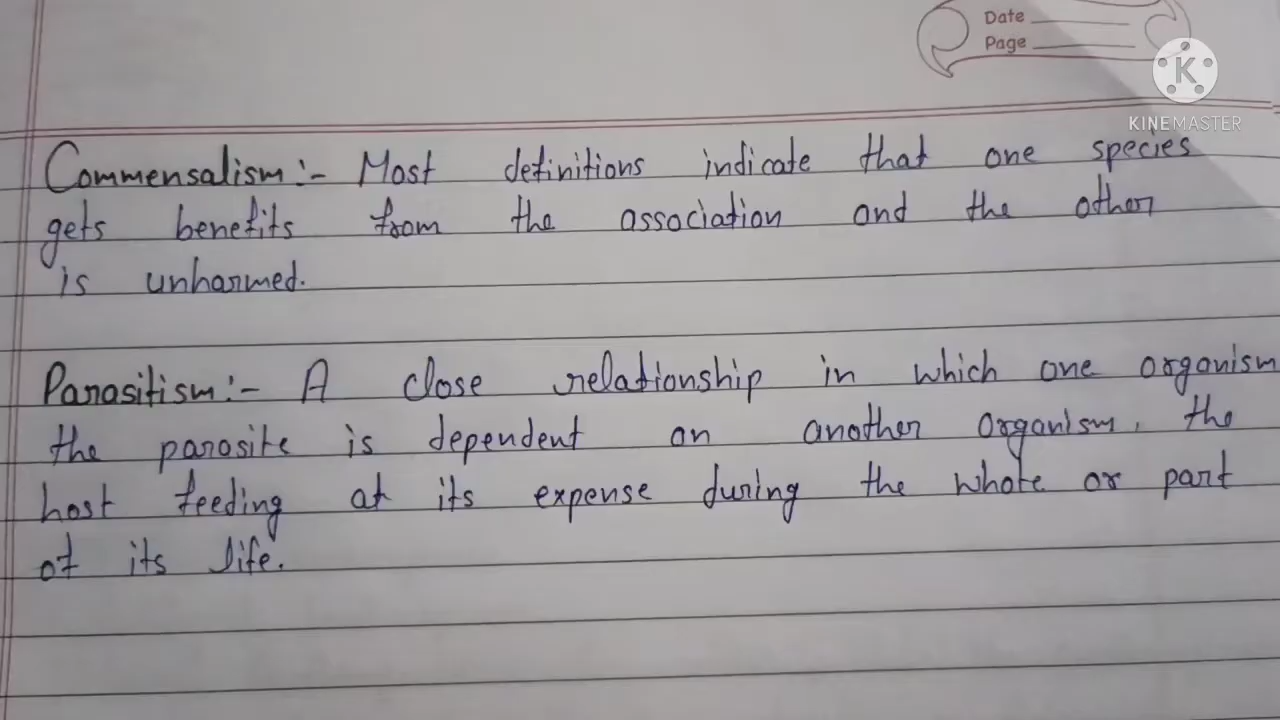 Date
Page
KINEMASTER
Commensalism:- Most definitions indicate that one species
gets benefits from the association and the other
is unharmed.
Parasitism:- A close relationship in which one organism
the parasite is dependent on another organism, the
host feeding at its expense during the whole or part
of its life.